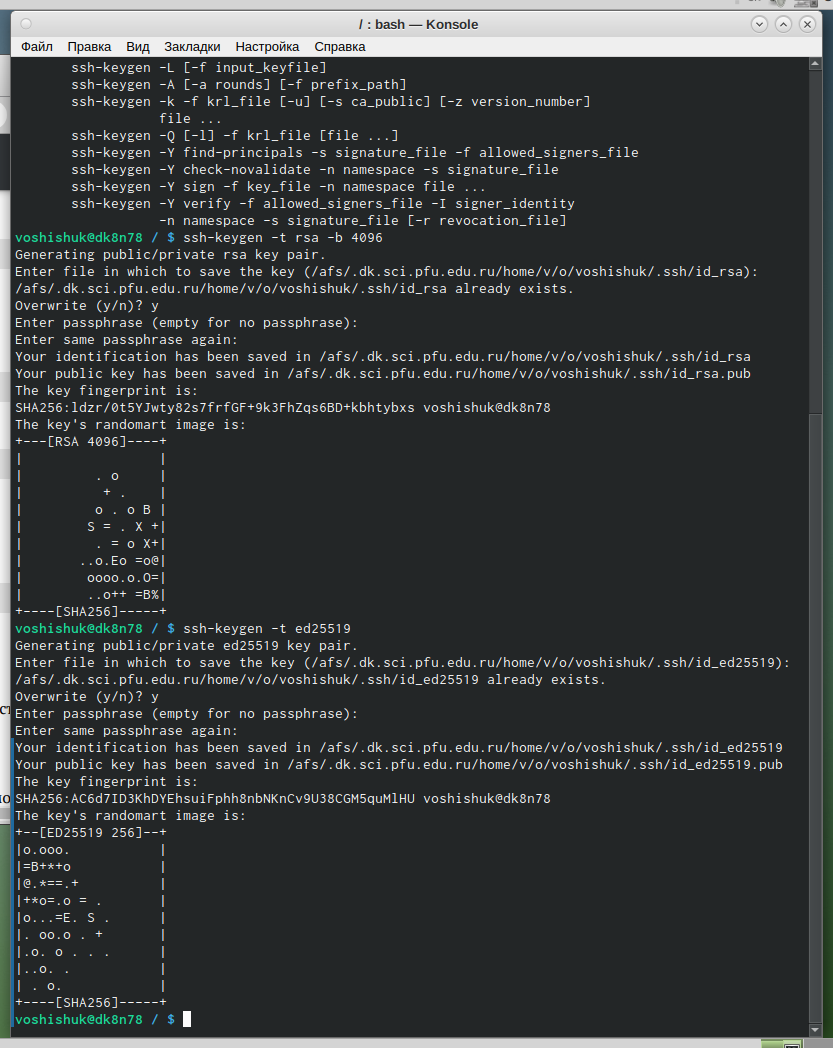 / : bash — Konsole
Файл Правка Вид Закладки Настройка Справка
       ssh-keygen -L [-f input_keyfile]
       ssh-keygen -A [-a rounds] [-f prefix_path]
       ssh-keygen -k -f krl_file [-u] [-s ca_public] [-z version_number]
                  file ...
       ssh-keygen -Q [-l] -f krl_file [file ...]
       ssh-keygen -Y find-principals -s signature_file -f allowed_signers_file
       ssh-keygen -Y check-novalidate -n namespace -s signature_file
       ssh-keygen -Y sign -f key_file -n namespace file ...
       ssh-keygen -Y verify -f allowed_signers_file -I signer_identity
                  -n namespace -s signature_file [-r revocation_file]
voshishuk@dk8n78 / $ ssh-keygen -t rsa -b 4096
Generating public/private rsa key pair.
Enter file in which to save the key (/afs/.dk.sci.pfu.edu.ru/home/v/o/voshishuk/.ssh/id_rsa):
/afs/.dk.sci.pfu.edu.ru/home/v/o/voshishuk/.ssh/id_rsa already exists.
Overwrite (y/n)? y
Enter passphrase (empty for no passphrase):
Enter same passphrase again:
Your identification has been saved in /afs/.dk.sci.pfu.edu.ru/home/v/o/voshishuk/.ssh/id_rsa
Your public key has been saved in /afs/.dk.sci.pfu.edu.ru/home/v/o/voshishuk/.ssh/id_rsa.pub
The key fingerprint is:
SHA256:ldzr/0t5YJwty82s7frfGF+9k3FhZqs6BD+kbhtybxs voshishuk@dk8n78
The key's randomart image is:
+---[RSA 4096]----+
|                 |
|         . o     |
|          + .    |
|         o . o B |
|        S = . X +|
|         . = o X+|
|       ..o.Eo =o@|
|        oooo.o.O=|
|        ..o++ =B%|
+----[SHA256]-----+
voshishuk@dk8n78 / $ ssh-keygen -t ed25519
Generating public/private ed25519 key pair.
Enter file in which to save the key (/afs/.dk.sci.pfu.edu.ru/home/v/o/voshishuk/.ssh/id_ed25519):
/afs/.dk.sci.pfu.edu.ru/home/v/o/voshishuk/.ssh/id_ed25519 already exists.
Overwrite (y/n)? y
Enter passphrase (empty for no passphrase):
Enter same passphrase again:
Your identification has been saved in /afs/.dk.sci.pfu.edu.ru/home/v/o/voshishuk/.ssh/id_ed25519
Your public key has been saved in /afs/.dk.sci.pfu.edu.ru/home/v/o/voshishuk/.ssh/id_ed25519.pub
The key fingerprint is:
SHA256:AC6d7ID3KhDYEhsuiFphh8nbNKnCv9U38CGM5quMlHU voshishuk@dk8n78
The key's randomart image is:
+--[ED25519 256]--+
|o.ooo.           |
|=B+*+o           |
|@.*==.+          |
|+*o=.o = .       |
|o...=E. S .      |
|. oo.o . +       |
|.o. o . . .      |
|..o. .           |
| . o.            |
+----[SHA256]-----+
voshishuk@dk8n78 / $